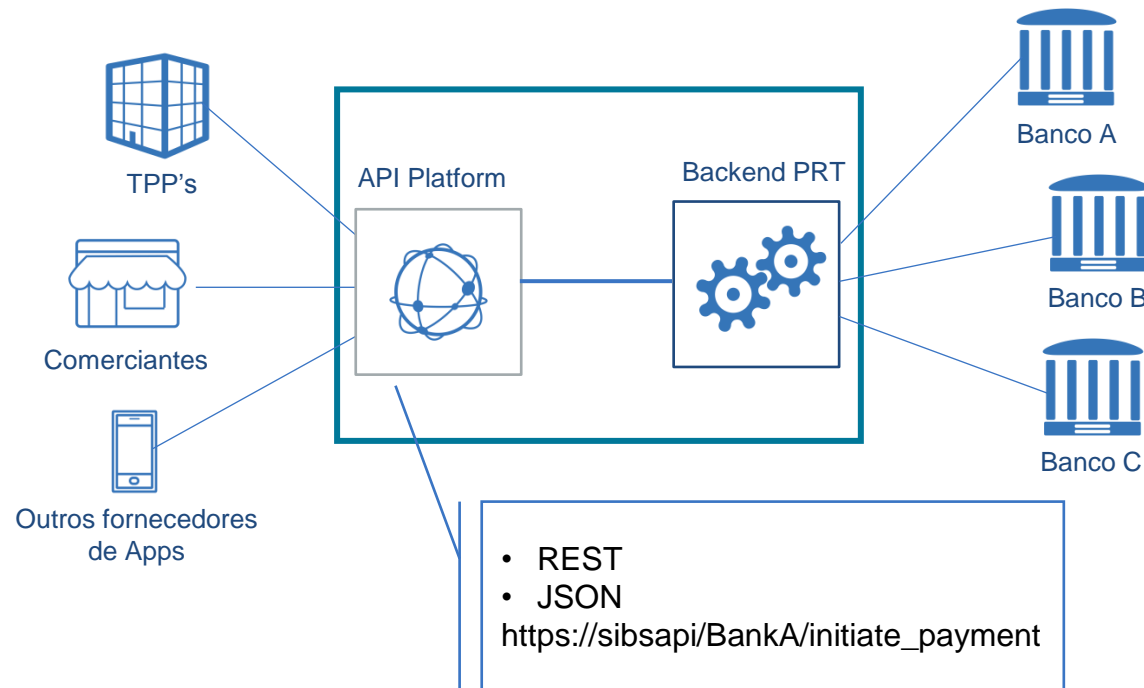 Banco A
TPP's
API Platform
Backend PRT
Banco B
Comerciantes
Banco C
Outros fornecedores
de Apps
• REST
• JSON
https://sibsapi/BankA/initiate_payment